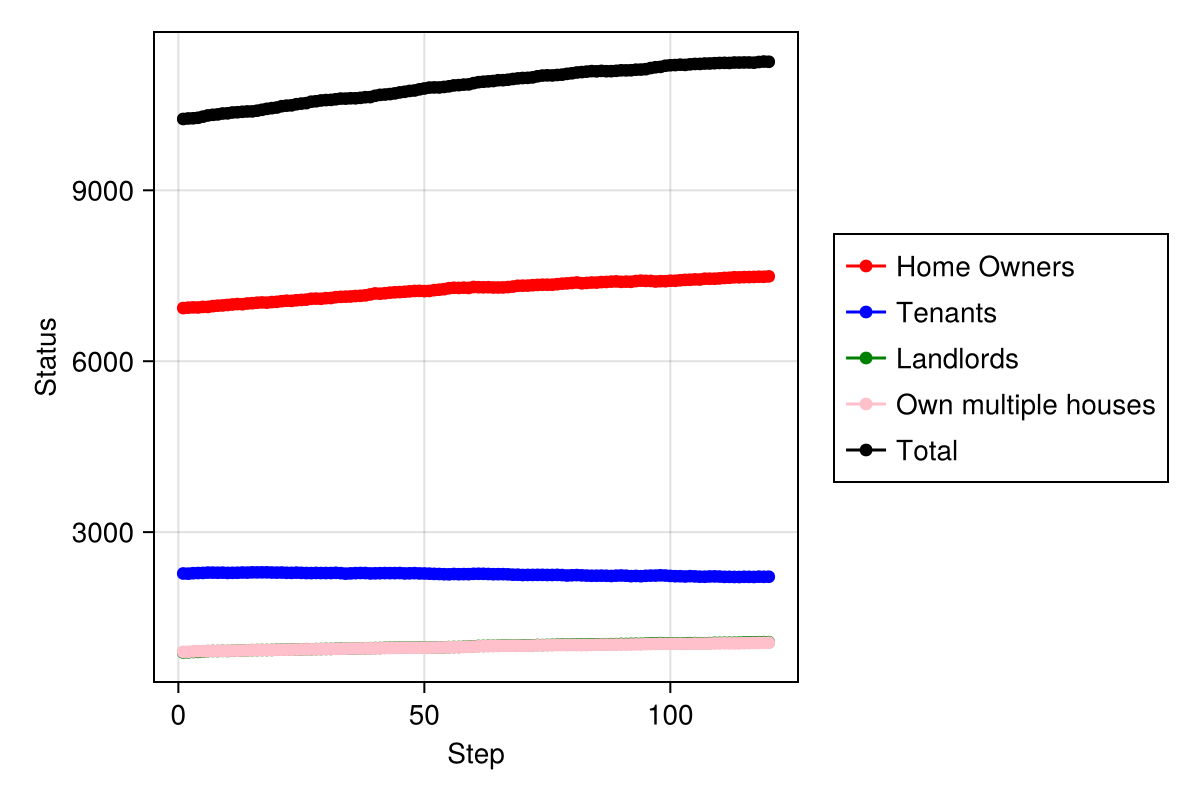 9000
6000
3000
Status
0
50
100
Step
Home Owners
Tenants
Landlords
Own multiple houses
Total